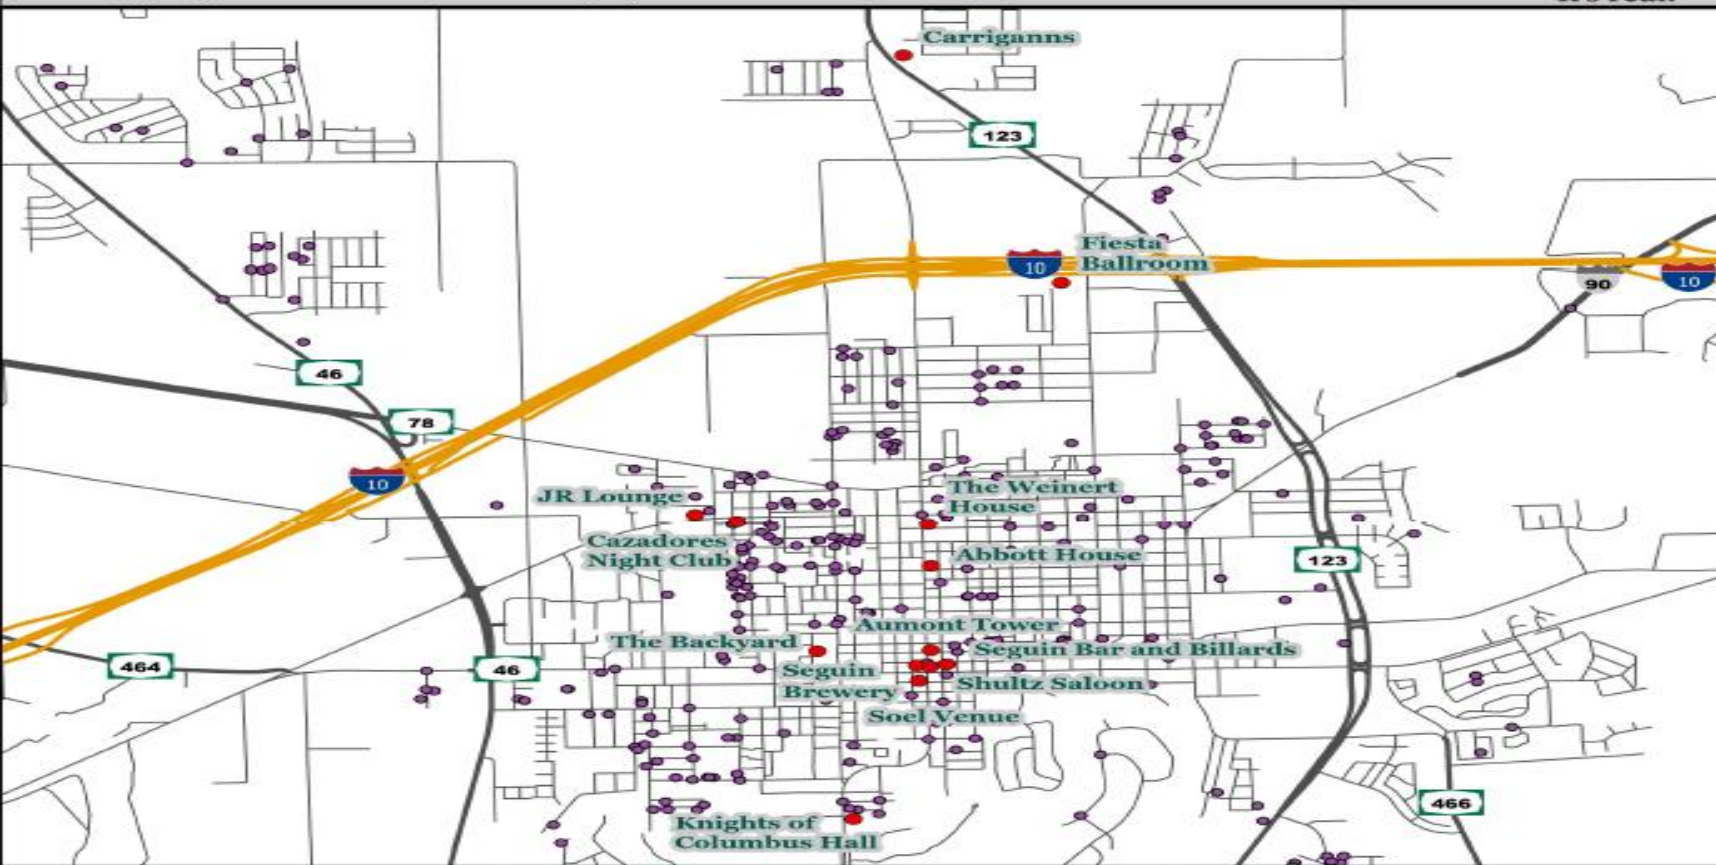 Carriganns
123
Fiesta
Ballroom
10
90
10
46
78
10
JR Lounge
The Weinert
House
Cazadores
Night Club
Abbott House
123
Aumont Tower
The Backyard
Seguin Bar and Billards
464
46
Seguin
Brewery
Shultz Saloon
Soel Venue
466
Knights of
Columbus Hall